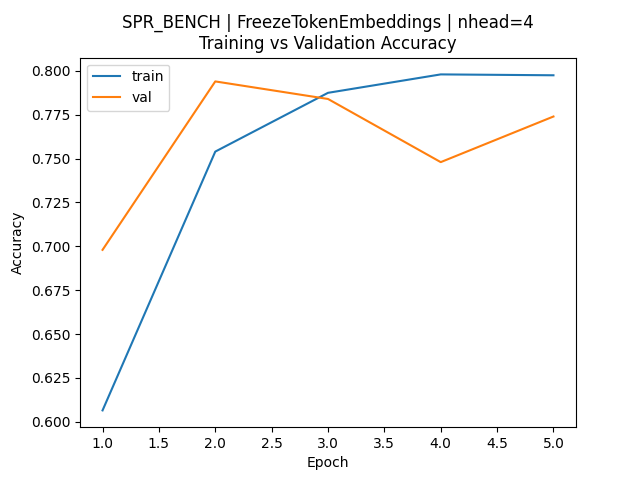 SPR_BENCH | FreezeTokenEmbeddings | nhead=4
Training vs Validation Accuracy
train
val
0.800
0.775
0.750
0.725
0.700
0.675
0.650
0.625
0.600
Accuracy
1.0 1.5 2.0 2.5 3.0 3.5 4.0 4.5 5.0
Epoch